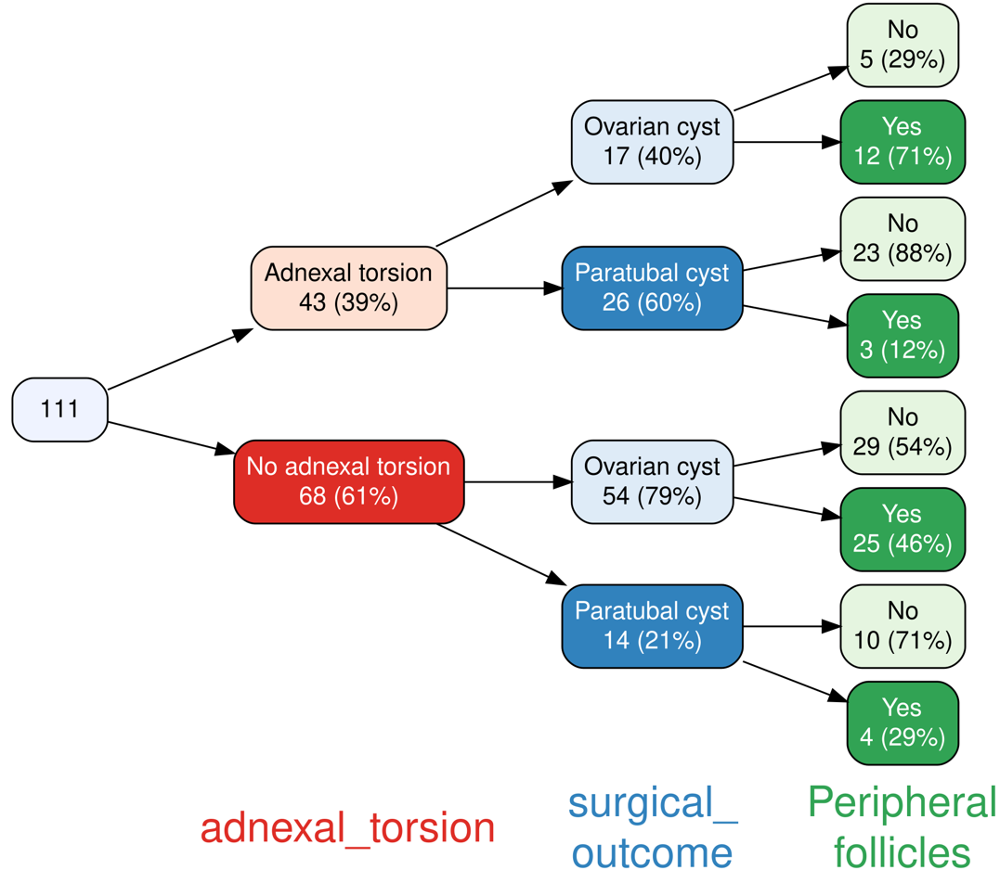 111
Adnexal torsion
43 (39%)
No adnexal torsion
68 (61%)
Ovarian cyst
17 (40%)
Paratubal cyst
26 (60%)
Ovarian cyst
54 (79%)
Paratubal cyst
14 (21%)
No
5 (29%)
Yes
12 (71%)
No
23 (88%)
Yes
3 (12%)
No
29 (54%)
Yes
25 (46%)
No
10 (71%)
Yes
4 (29%)
adnexal_torsion
surgical_
outcome
Peripheral
follicles